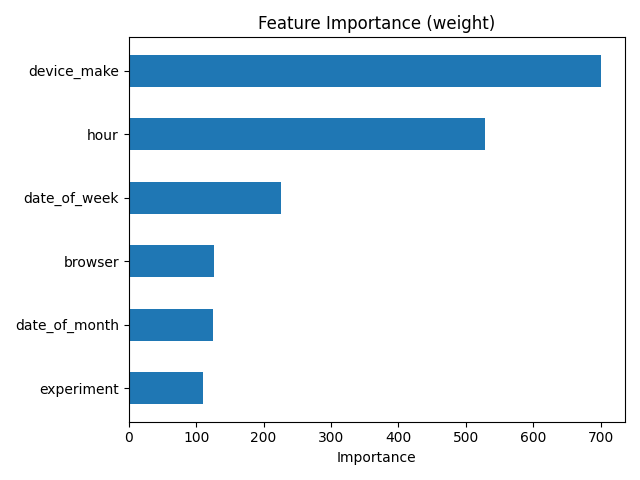 Feature Importance (weight)
device_make
hour
date_of_week
browser
date_of_month
experiment
0 100 200 300 400 500 600 700
Importance